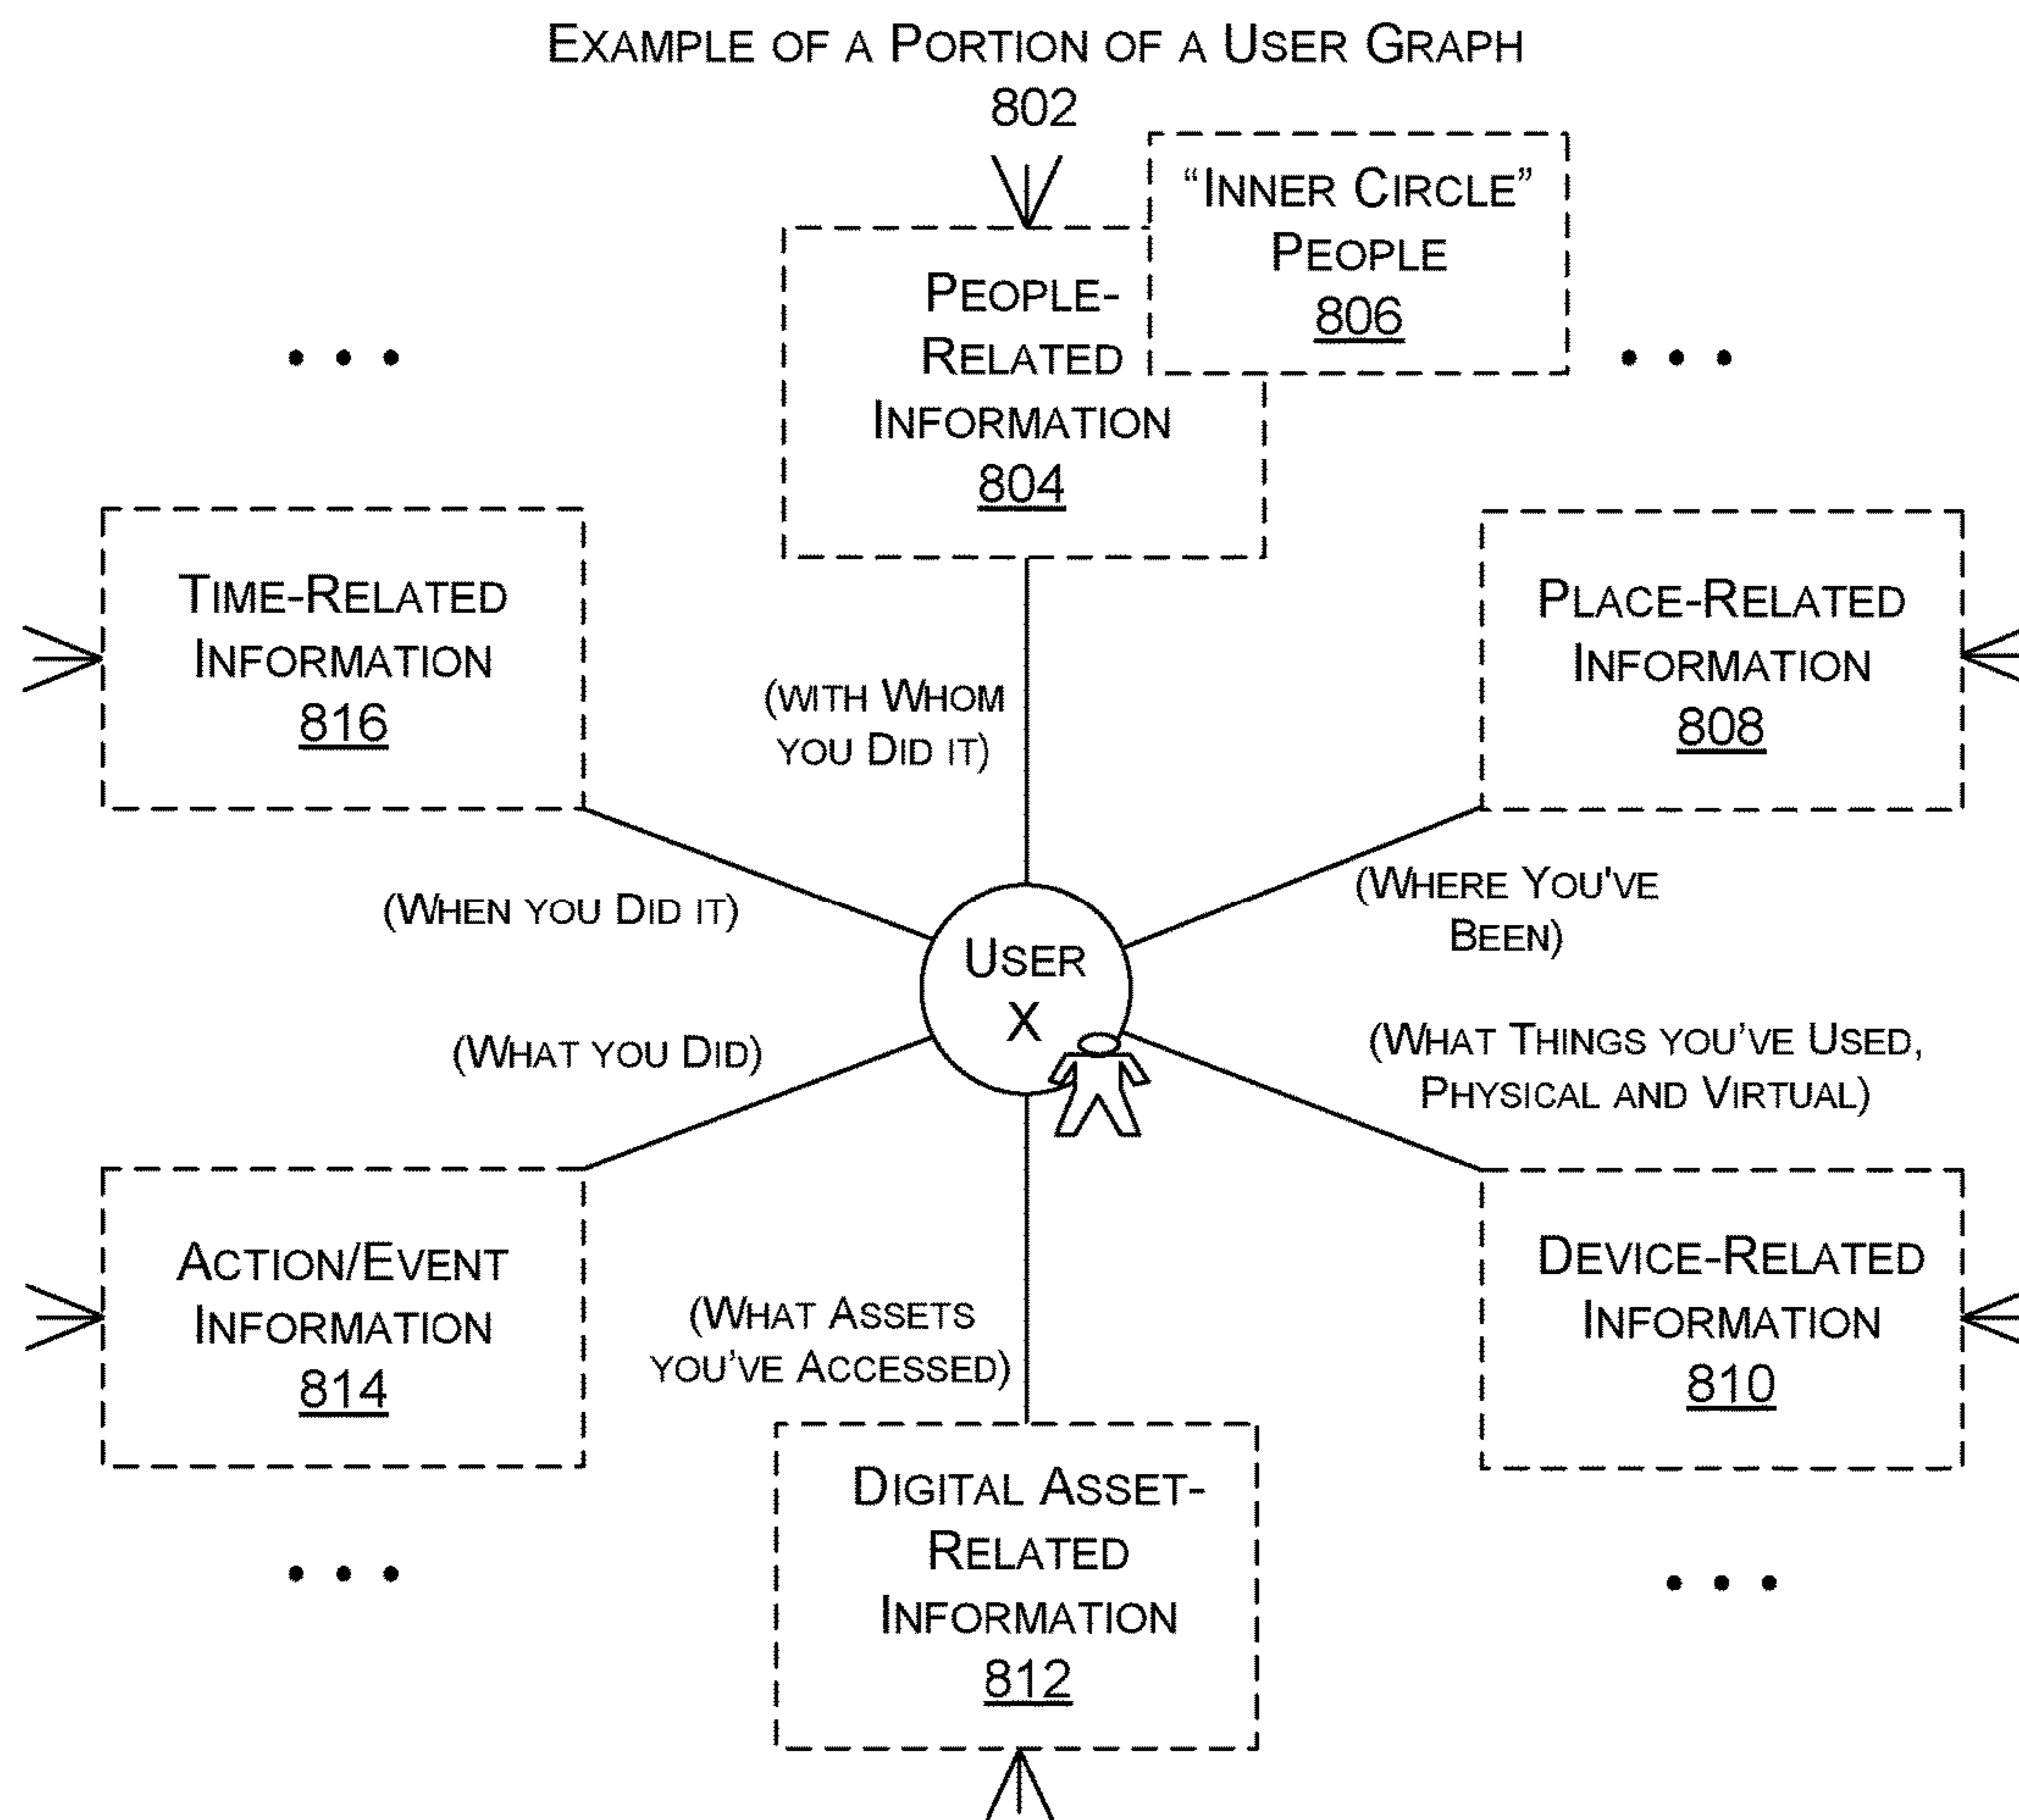 EXAMPLE OF A PORTION OF A USER GRAPH
802
“INNER CIRCLE”
PEOPLE
806
PEOPLE-
RELATED
INFORMATION
804
TIME-RELATED
INFORMATION
816
PLACE-RELATED
INFORMATION
808
(WITH WHOM
YOU DID IT)
(WHEN YOU DID IT)
(WHERE YOU'VE
BEEN)
USER
X
(WHAT YOU DID)
(WHAT THINGS YOU’VE USED,
PHYSICAL AND VIRTUAL)
ACTION/EVENT
INFORMATION
814
(WHAT ASSETS
YOU’VE ACCESSED)
DEVICE-RELATED
INFORMATION
810
DIGITAL ASSET-
RELATED
INFORMATION
812